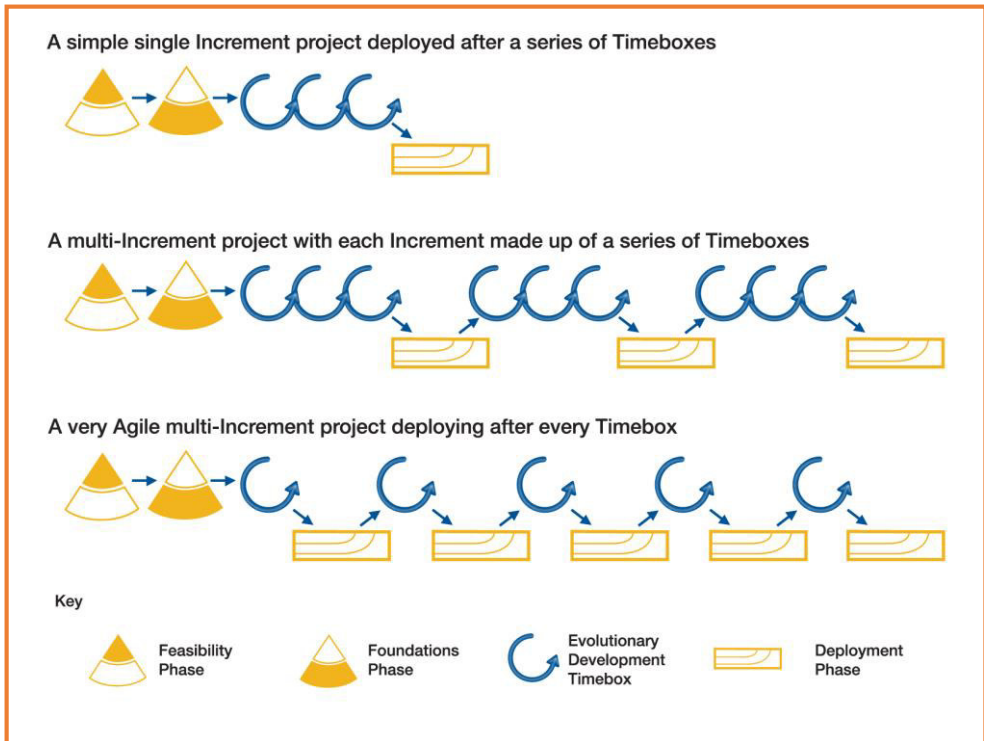 A simple single Increment project deployed after a series of Timeboxes
A multi-Increment project with each Increment made up of a series of Timeboxes
A very Agile multi-Increment project deploying after every Timebox
Key
Feasibility
Phase
Foundations
Phase
Evolutionary
Development
Timebox
Deployment
Phase